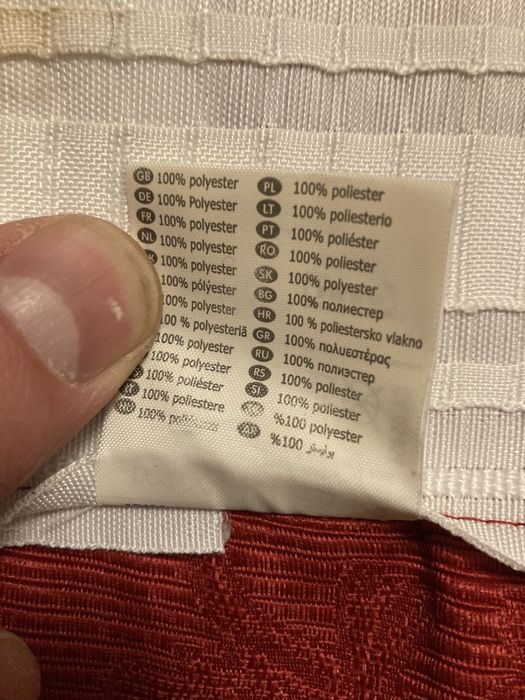 GB 100% polyester
DE 100% Polyester
FR 100% polyester
NL 100% polyester
100% polyester
100% pólýester
100% polyester
100 % polyesteriä
100% polyester
100% polyester
100% poliéster
100% poliestere
100%
PL 100% poliester
LT 100% poliesterio
PT 100% poliéster
RO 100% poliester
SK 100% polyester
BG 100% полиестер
HR 100 % poliestersko vlakno
GR 100% πολυεστέρας
RU 100% полиэстер
RS 100% poliester
SI 100% poliester
%100 polyester
AR %100